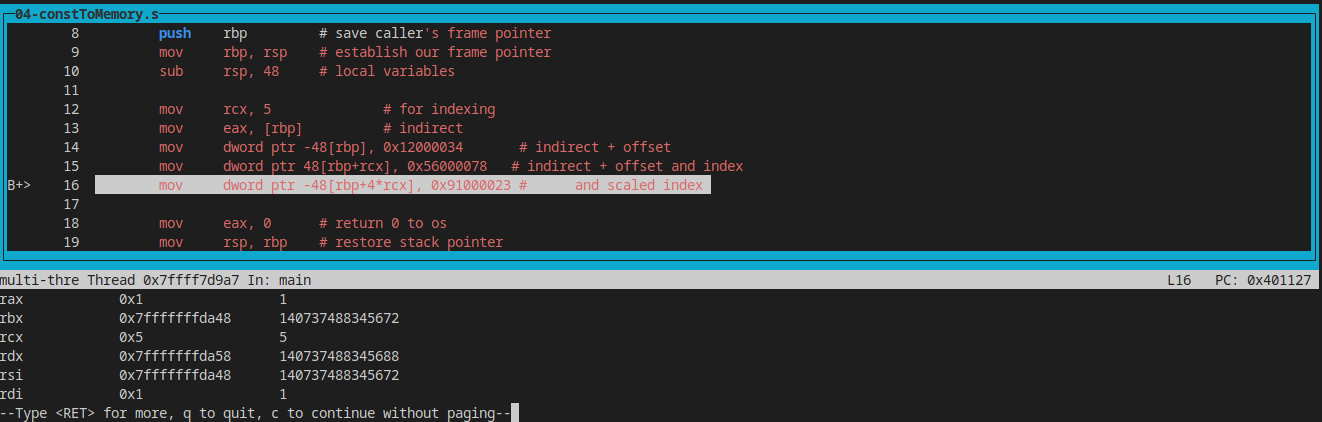 04-constToMemory.s
8 push rbp # save caller's frame pointer
9 mov rbp, rsp # establish our frame pointer
10 sub rsp, 48 # local variables
11
12 mov rcx, 5 # for indexing
13 mov eax, [rbp] # indirect
14 mov dword ptr -48[rbp], 0x12000034 # indirect + offset
15 mov dword ptr 48[rbp+rcx], 0x56000078 # indirect + offset and index
B+> 16 mov dword ptr -48[rbp+4*rcx], 0x91000023 # and scaled index
17
18 mov eax, 0 # return 0 to os
19 mov rsp, rbp # restore stack pointer
multi-thre Thread 0x7ffff7d9a7 In: main L16 PC: 0x401127
rax 0x1 1
rbx 0x7fffffffda48 140737488345672
rcx 0x5 5
rdx 0x7fffffffda58 140737488345688
rsi 0x7fffffffda48 140737488345672
rdi 0x1 1
--Type <RET> for more, q to quit, c to continue without paging--